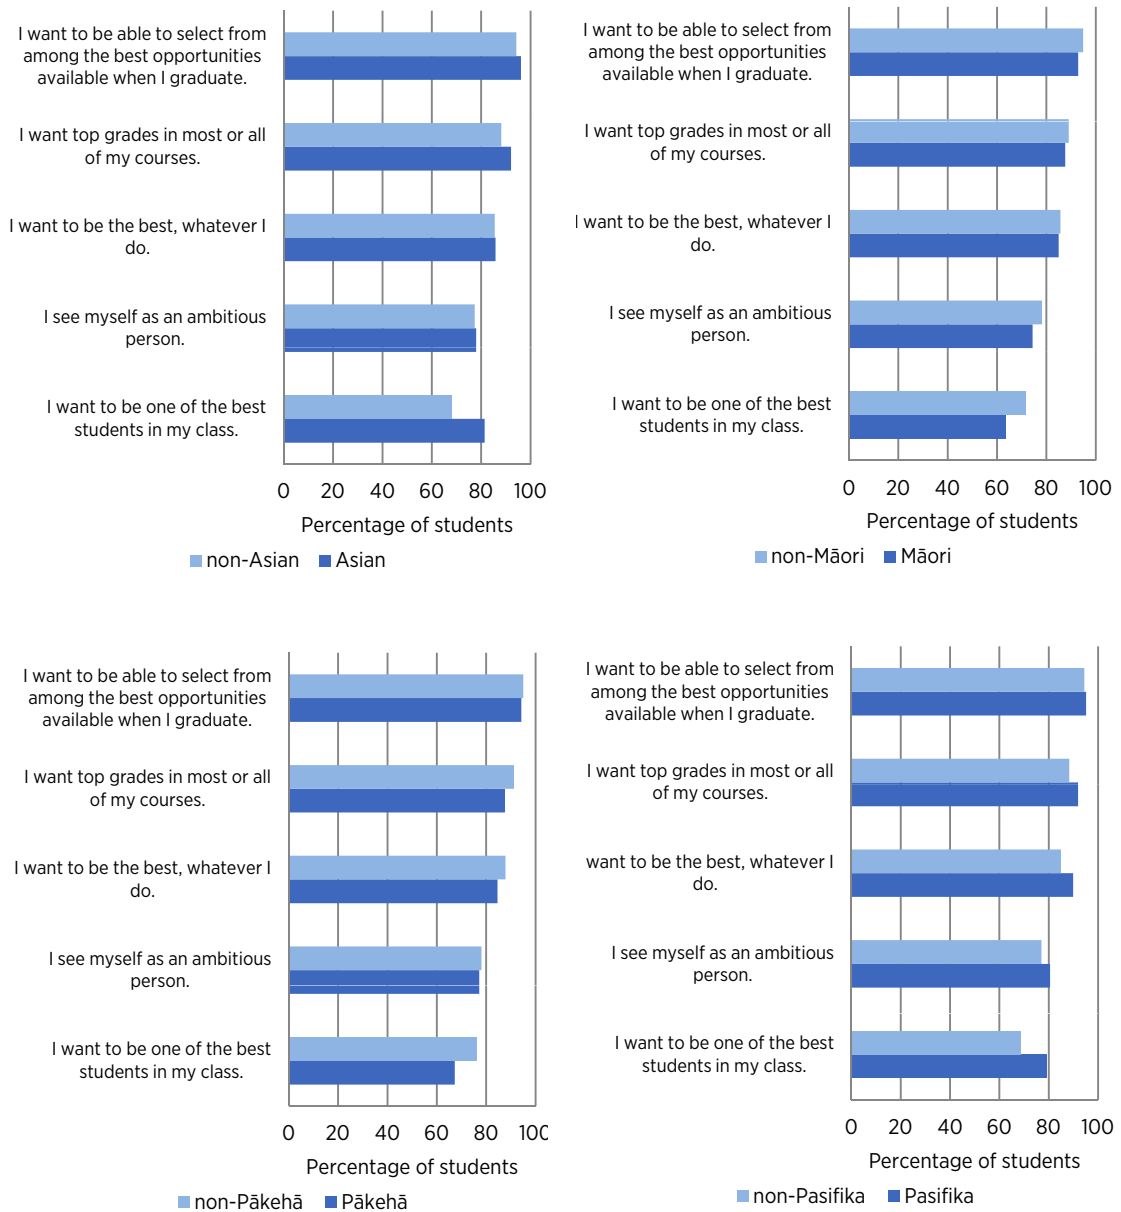 I want to be able to select from
among the best opportunities
available when I graduate.
I want top grades in most or all
of my courses.
I want to be the best, whatever I
do.
I see myself as an ambitious
person.
I want to be one of the best
students in my class.
0 20 40 60 80 100
Percentage of students
non-Asian Asian
I want to be able to select from
among the best opportunities
available when I graduate.
I want top grades in most or all
of my courses.
I want to be the best, whatever I
do.
I see myself as an ambitious
person.
I want to be one of the best
students in my class.
0 20 40 60 80 100
Percentage of students
non-Māori Māori
I want to be able to select from
among the best opportunities
available when I graduate.
I want top grades in most or all
of my courses.
I want to be the best, whatever I
do.
I see myself as an ambitious
person.
I want to be one of the best
students in my class.
0 20 40 60 80 100
Percentage of students
non-Pākehā Pākehā
I want to be able to select from
among the best opportunities
available when I graduate.
I want top grades in most or all
of my courses.
want to be the best, whatever I
do.
I see myself as an ambitious
person.
I want to be one of the best
students in my class.
0 20 40 60 80 100
Percentage of students
non-Pasifika Pasifika